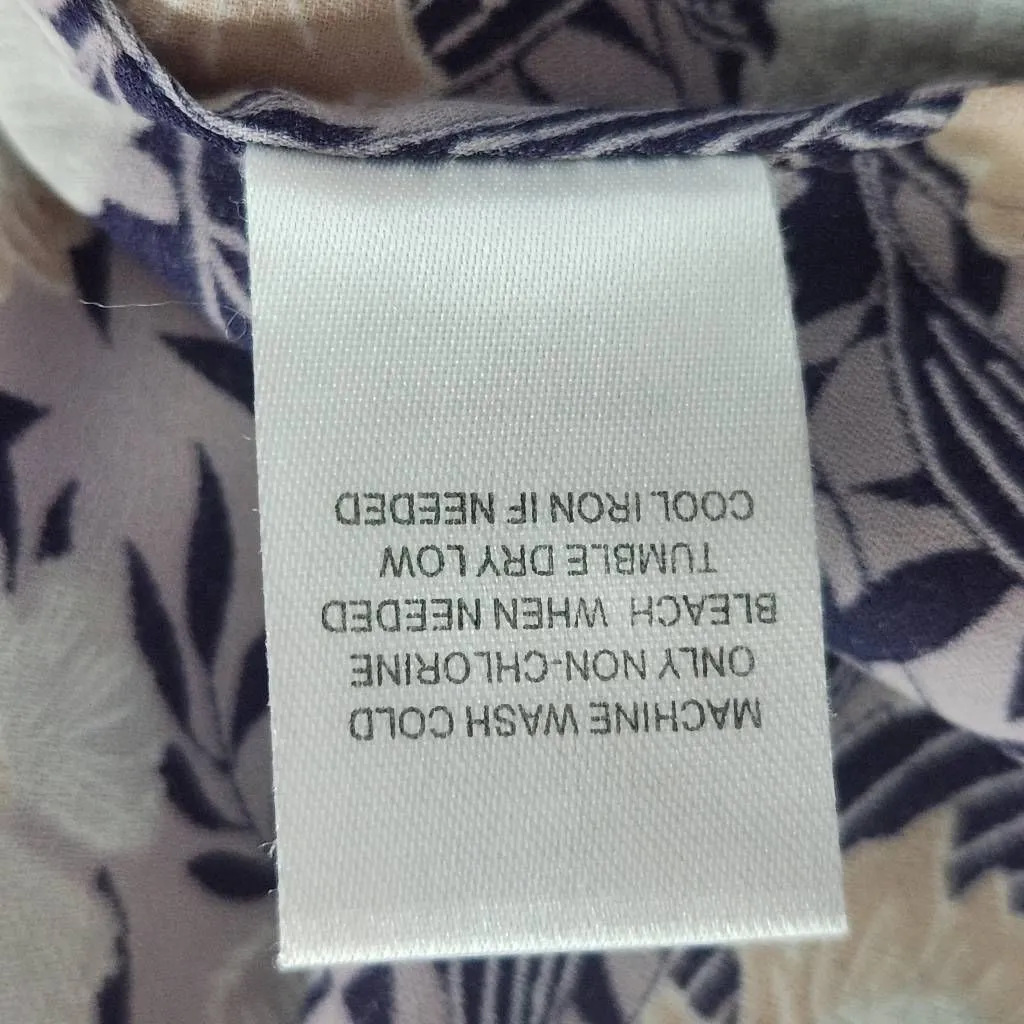 MACHINE WASH COLD
ONLY NON-CHLORINE
BLEACH WHEN NEEDED
TUMBLE DRY LOW
COOL IRON IF NEEDED